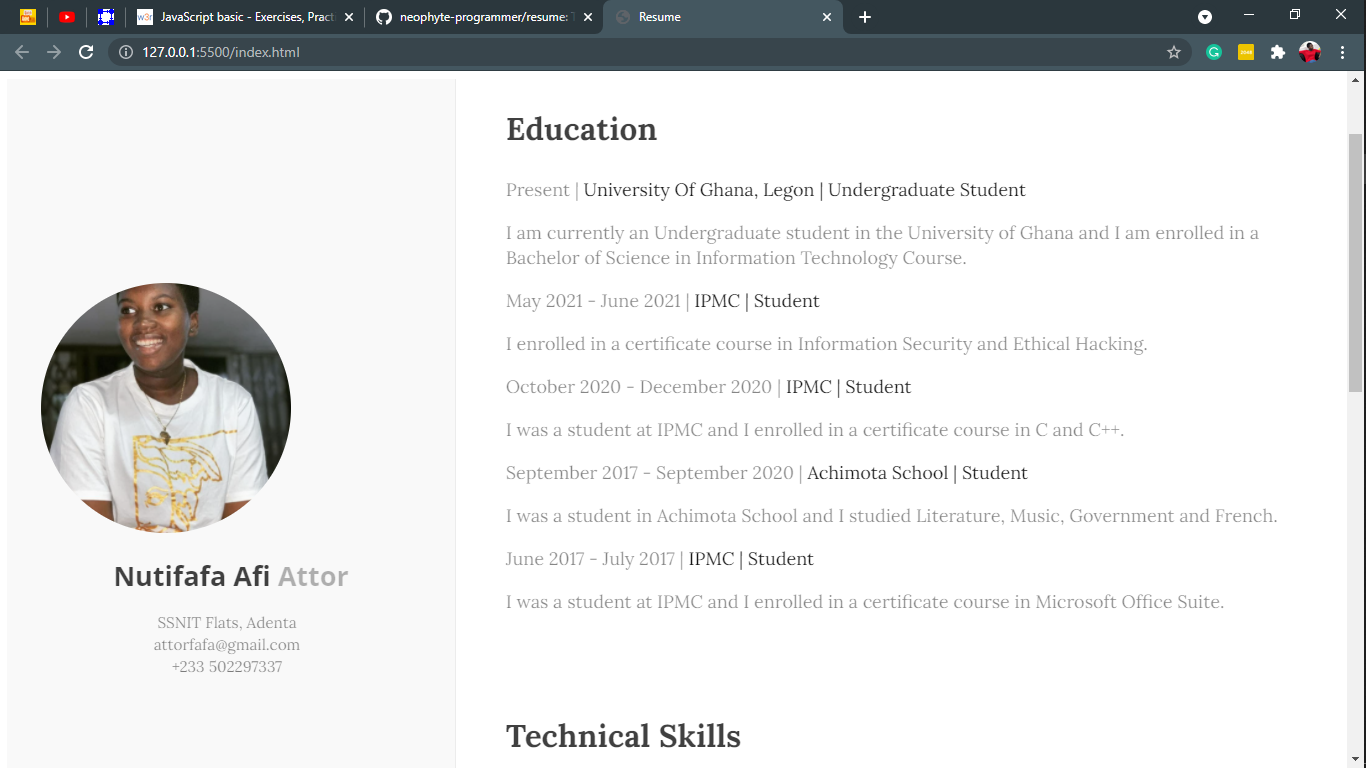 JavaScript basic - Exercises, Pract
neophyte-programmer/resume: T
Resume
127.0.0.1:5500/index.html
Nutifafa Afi Attor
SSNIT Flats, Adenta
attorfafa@gmail.com
+233 502297337
Education
Present | University Of Ghana, Legon | Undergraduate Student
I am currently an Undergraduate student in the University of Ghana and I am enrolled in a
Bachelor of Science in Information Technology Course.
May 2021 - June 2021 | IPMC | Student
I enrolled in a certificate course in Information Security and Ethical Hacking.
October 2020 - December 2020 | IPMC | Student
I was a student at IPMC and I enrolled in a certificate course in C and C++.
September 2017 - September 2020 | Achimota School | Student
I was a student in Achimota School and I studied Literature, Music, Government and French.
June 2017 - July 2017 | IPMC | Student
I was a student at IPMC and I enrolled in a certificate course in Microsoft Office Suite.
Technical Skills